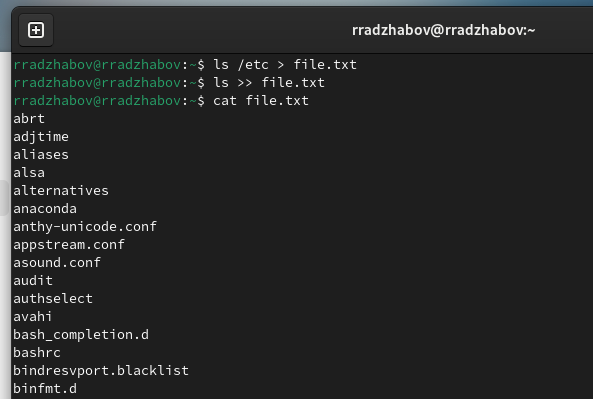 rradzhabov@rradzhabov:~
rradzhabov@rradzhabov:~$ ls /etc > file.txt
rradzhabov@rradzhabov:~$ ls >> file.txt
rradzhabov@rradzhabov:~$ cat file.txt
abrt
adjtime
aliases
alsa
alternatives
anaconda
anthy-unicode.conf
appstream.conf
asound.conf
audit
authselect
avahi
bash_completion.d
bashrc
bindresvport.blacklist
binfmt.d